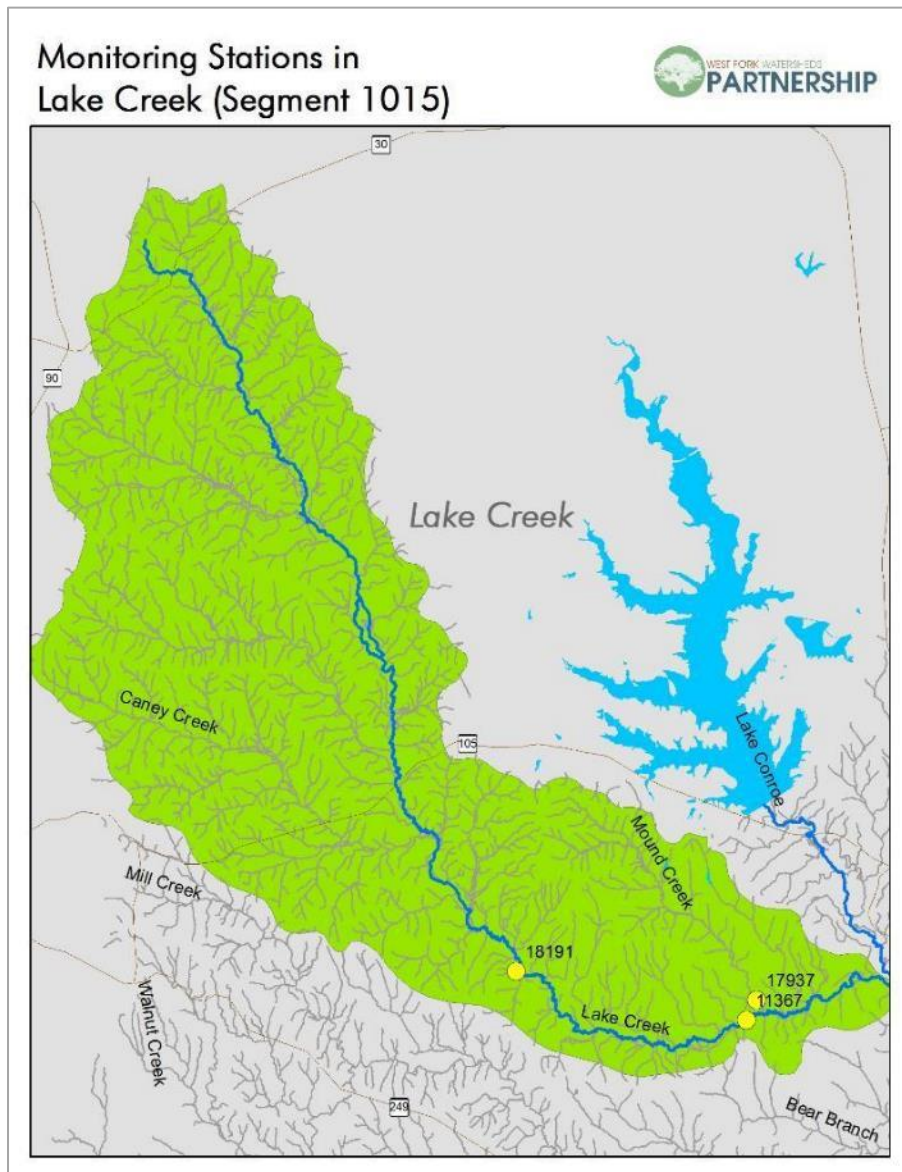 Monitoring Stations in
Lake Creek (Segment 1015)
WEST FORK WATERSHEDS
PARTNERSHIP
30
90
Lake Creek
Caney Creek
105
Lake Conroe
Mound Creek
Mill Creek
18191
17937
11367
Walnut Creek
Lake Creek
249
Bear Branch